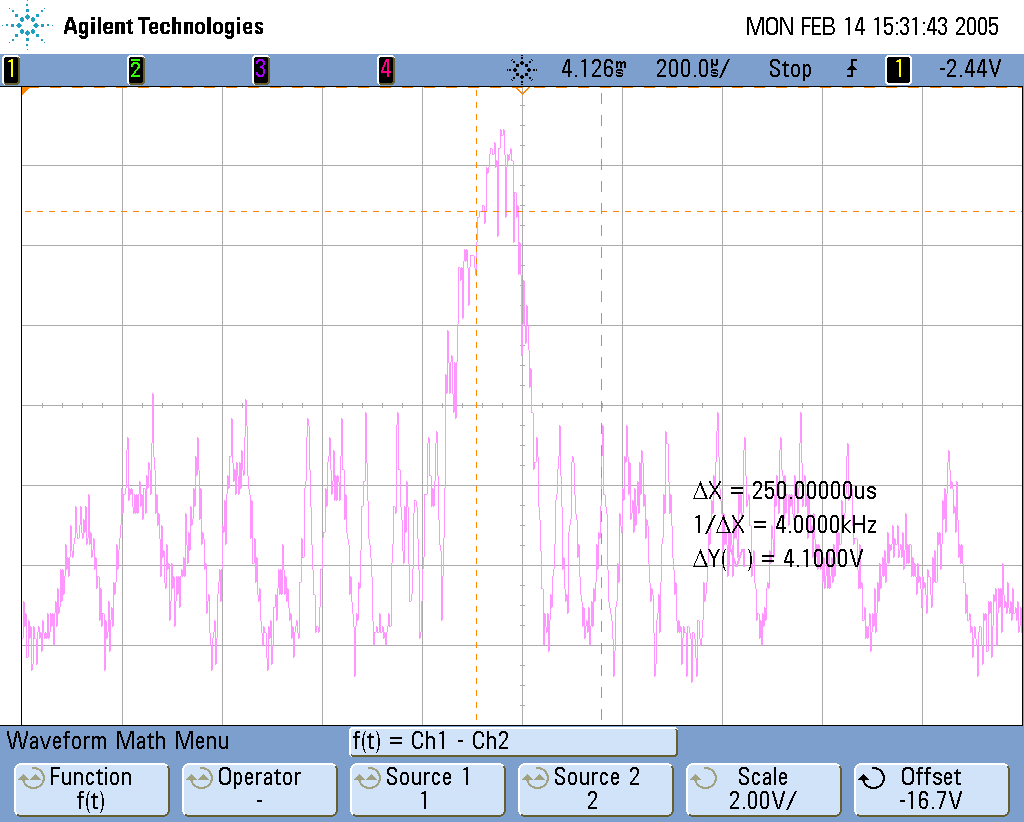 Agilent Technologies MON FEB 14 15:31:43 2005
1 2 3 4 4.126ms 200.0µs/ Stop 1 -2.44V
ΔX = 250.00000us
1/ΔX = 4.0000kHz
ΔY(M) = 4.1000V
Waveform Math Menu f(t) = Ch1 - Ch2
Function Operator Source 1 Source 2 Scale Offset
f(t) - 1 2 2.00V/ -16.7V